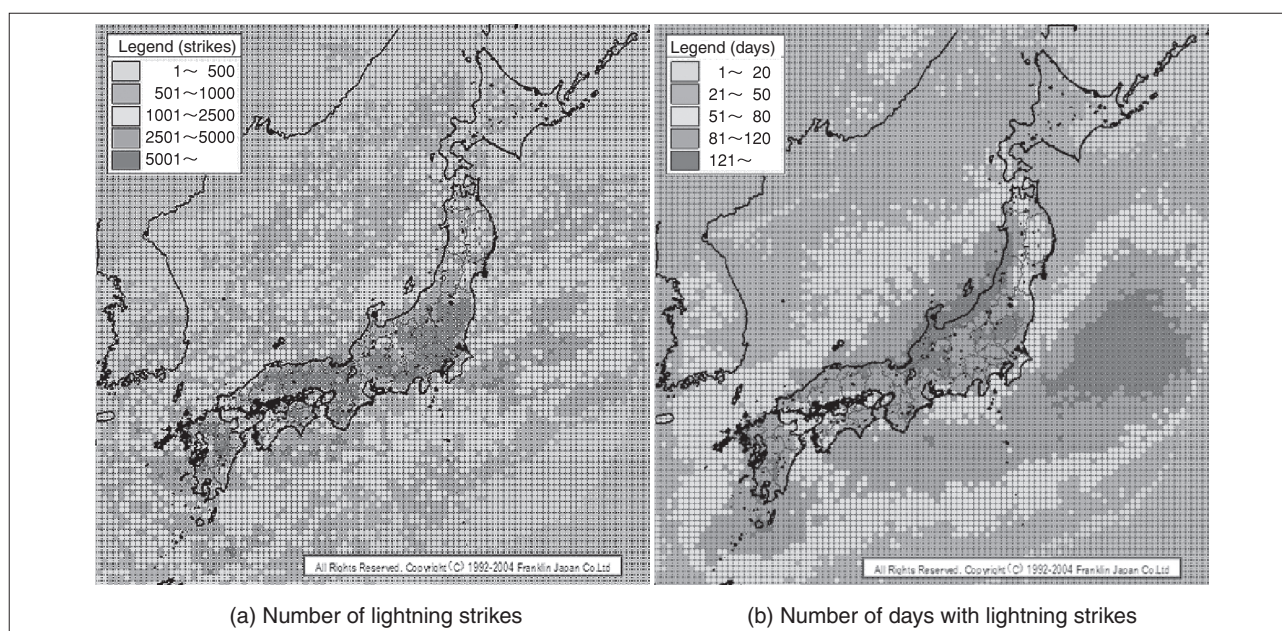 Legend (strikes)
1～ 500
501～1000
1001～2500
2501～5000
5001～
All Rights Reserved. Copyright (C) 1992-2004 Franklin Japan Co.Ltd
(a) Number of lightning strikes
Legend (days)
1～ 20
21～ 50
51～ 80
81～120
121～
All Rights Reserved. Copyright (C) 1992-2004 Franklin Japan Co.Ltd
(b) Number of days with lightning strikes